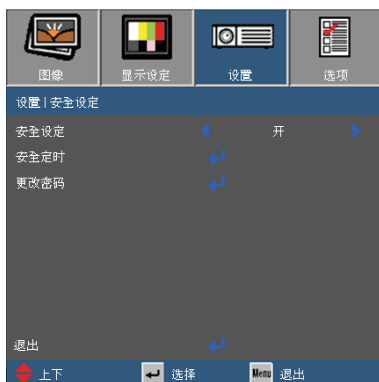 图像 显示设定 设置 选项
设置 | 安全设定
安全设定 开
安全定时
更改密码
退出
上下 选择 Menu 退出